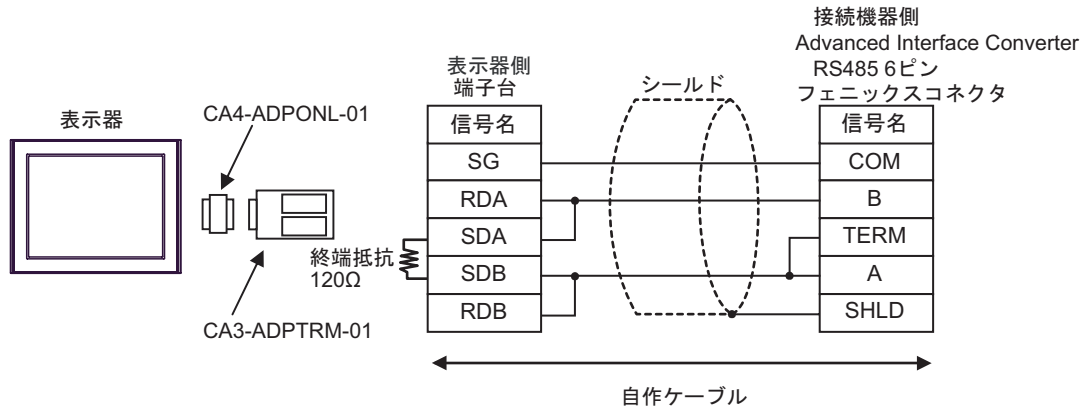 接続機器側
Advanced Interface Converter
RS485 6ピン
フェニックスコネクタ
表示器側
端子台
シールド
表示器
CA4-ADPONL-01
信号名
信号名
SG
COM
RDA
B
SDA
TERM
終端抵抗
120Ω
SDB
A
RDB
SHLD
CA3-ADPTRM-01
自作ケーブル